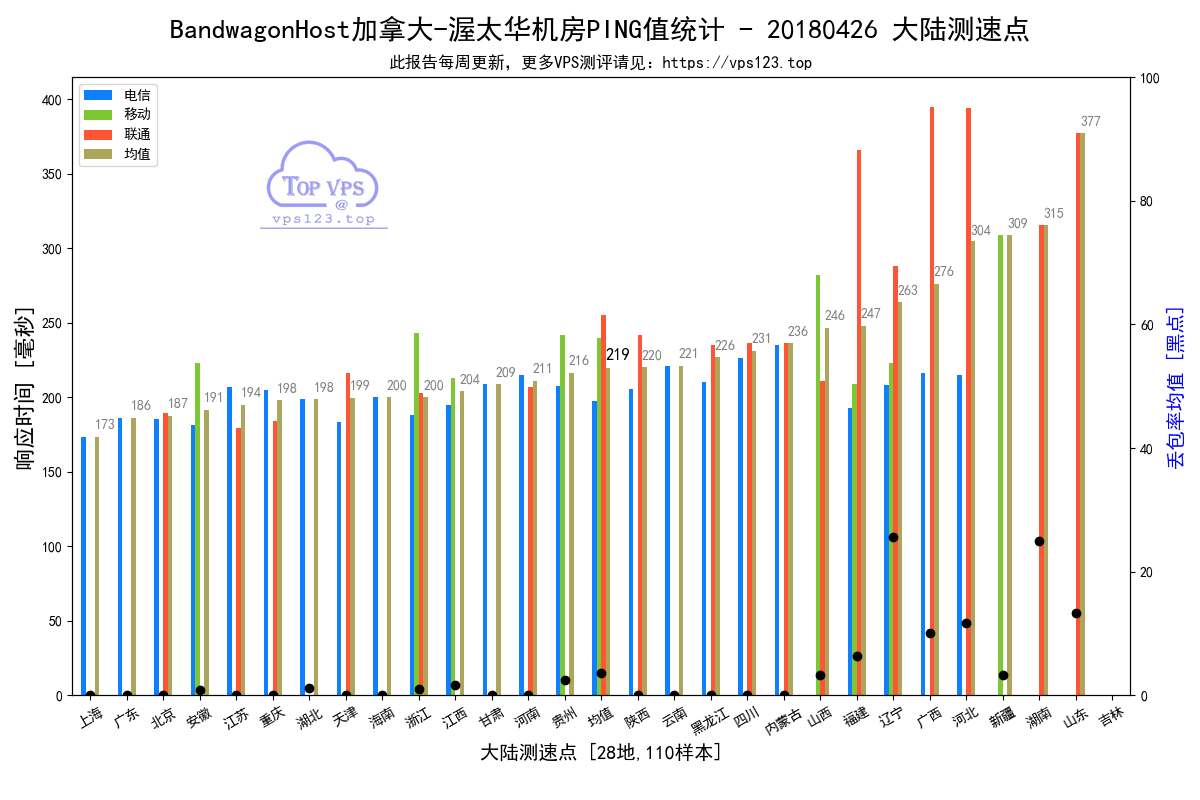 BandwagonHost加拿大-渥太华机房PING值统计 - 20180426 大陆测速点
此报告每周更新，更多VPS测评请见：https://vps123.top
电信
移动
联通
均值
TOP VPS
@
vps123.top
响应时间 [毫秒]
400
350
300
250
200
150
100
50
0
173
186
187
191
194
198
198
199
200
200
204
209
211
216
219
220
221
226
231
236
246
247
263
276
304
309
315
377
100
80
60
40
20
0
丢包率均值 [黑点]
上海
广东
北京
安徽
江苏
重庆
湖北
天津
海南
浙江
江西
甘肃
河南
贵州
均值
陕西
云南
黑龙江
四川
内蒙古
山西
福建
辽宁
广西
河北
新疆
湖南
山东
吉林
大陆测速点 [28地,110样本]